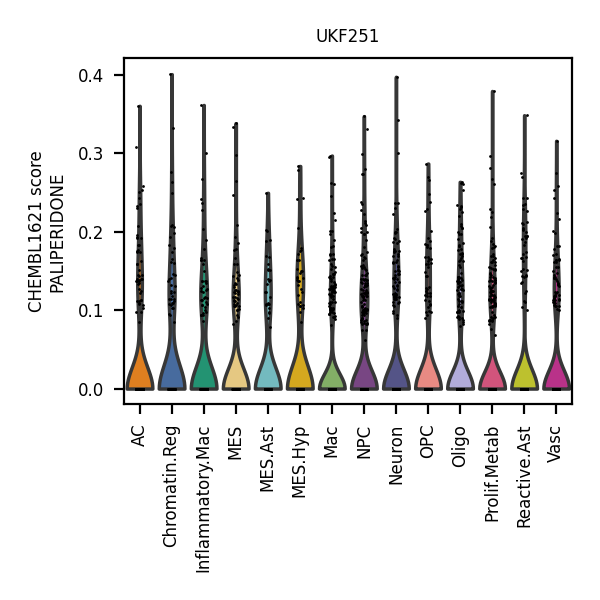 UKF251
CHEMBL1621 score
PALIPERIDONE
0.4
0.3
0.2
0.1
0.0
AC
Chromatin.Reg
Inflammatory.Mac
MES
MES.Ast
MES.Hyp
Mac
NPC
Neuron
OPC
Oligo
Prolif.Metab
Reactive.Ast
Vasc